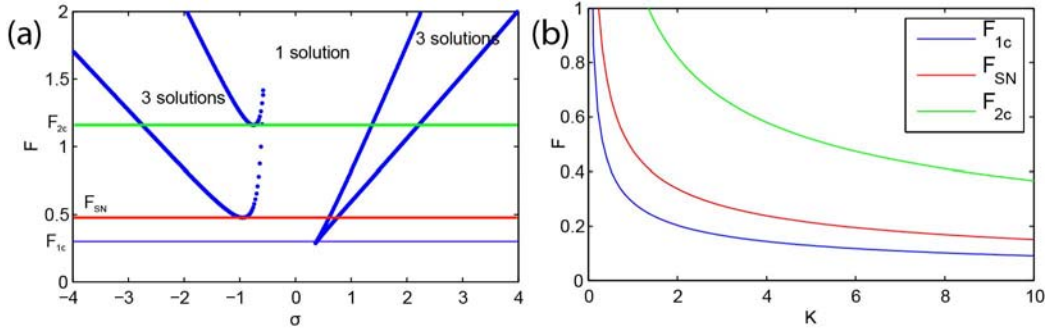 (a)
2
1.5
1
0.5
0
F
F2c
FSN
F1c
1 solution
3 solutions
3 solutions
−4 −3 −2 −1 0 1 2 3 4
σ
(b)
1
0.8
0.6
0.4
0.2
0
F
F1c
FSN
F2c
0 2 4 6 8 10
K